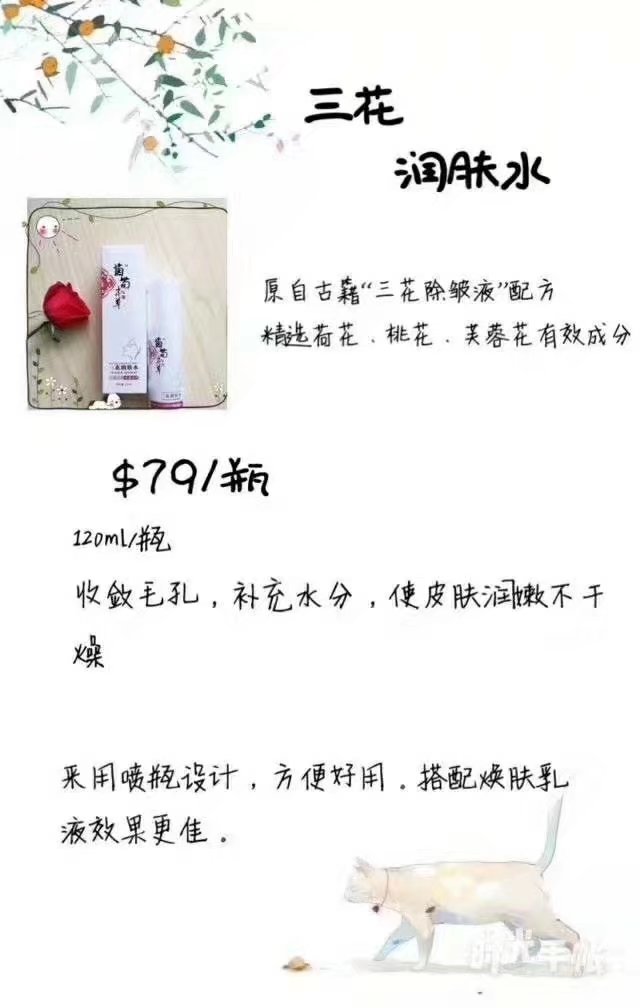 三花
润肤水
原自古籍“三花除皱液”配方
精选荷花、桃花、芙蓉花有效成分
$79/瓶
120ml/瓶
收敛毛孔，补充水分，使皮肤润嫩不干
燥
采用喷瓶设计，方便好用。搭配焕肤乳
液效果更佳。
时光手帐